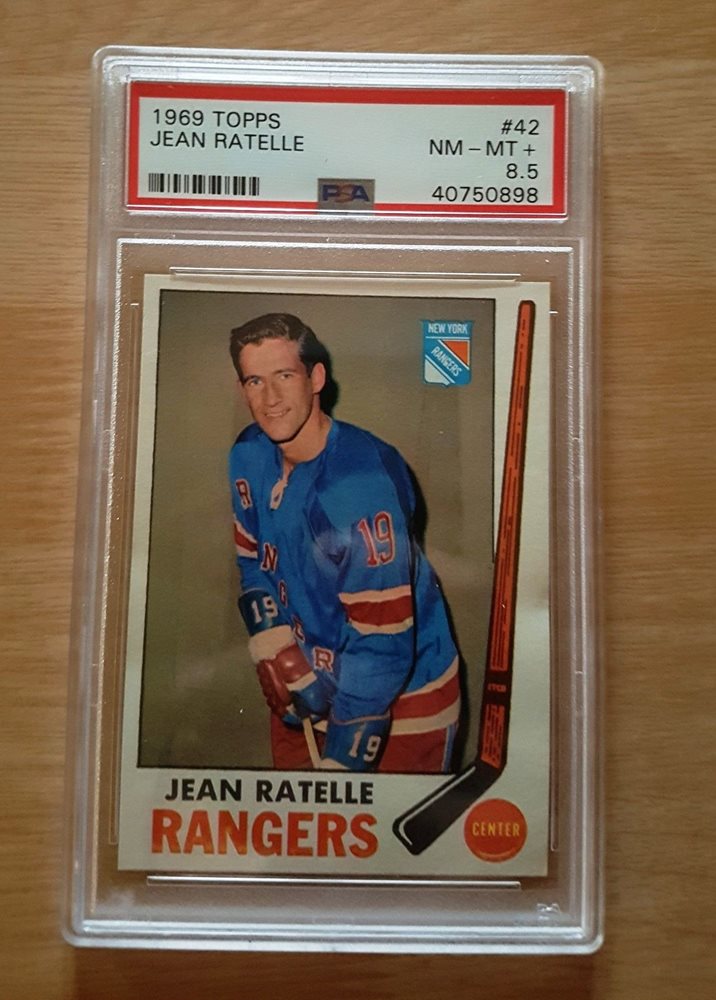 1969 TOPPS
#42
JEAN RATELLE
NM - MT +
8.5
PSA
40750898
NEW YORK
RANGERS
19
19
19
JEAN RATELLE
RANGERS
CENTER